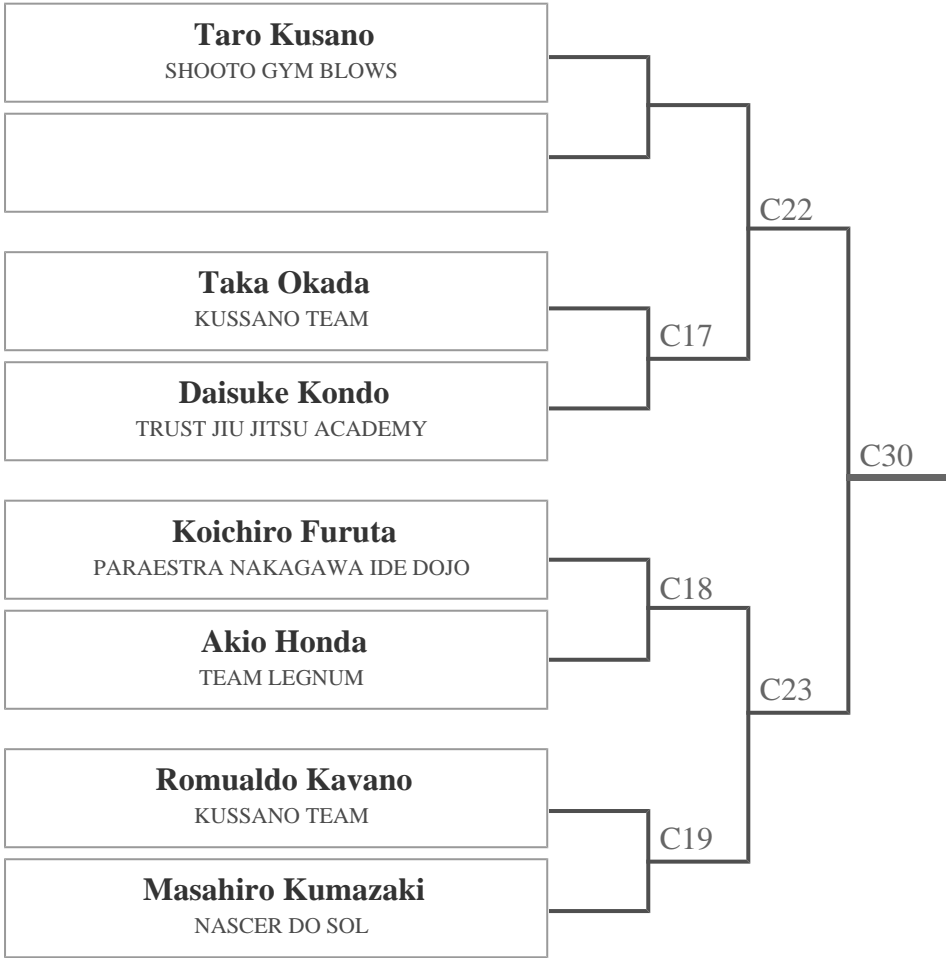 Taro Kusano
SHOOTO GYM BLOWS
C22
Taka Okada
KUSSANO TEAM
C17
Daisuke Kondo
TRUST JIU JITSU ACADEMY
C30
Koichiro Furuta
PARAESTRA NAKAGAWA IDE DOJO
C18
Akio Honda
TEAM LEGNUM
C23
Romualdo Kavano
KUSSANO TEAM
C19
Masahiro Kumazaki
NASCER DO SOL